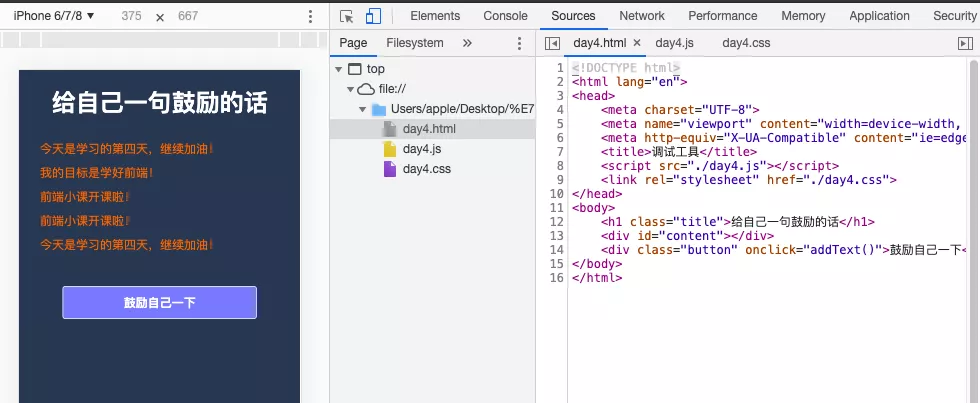 iPhone 6/7/8 ▼ 375 × 667
Elements Console Sources Network Performance Memory Application Security
Page Filesystem »
day4.html × day4.js day4.css
给自己一句鼓励的话
今天是学习的第四天，继续加油！
我的目标是学好前端！
前端小课开课啦！
前端小课开课啦！
今天是学习的第四天，继续加油！
鼓励自己一下
top
file://
Users/apple/Desktop/%E7
day4.html
day4.js
day4.css
1 <!DOCTYPE html>
2 <html lang="en">
3 <head>
4 <meta charset="UTF-8">
5 <meta name="viewport" content="width=device-width,
6 <meta http-equiv="X-UA-Compatible" content="ie=edge
7 <title>调试工具</title>
8 <script src="./day4.js"></script>
9 <link rel="stylesheet" href="./day4.css">
10 </head>
11 <body>
12 <h1 class="title">给自己一句鼓励的话</h1>
13 <div id="content"></div>
14 <div class="button" onclick="addText()">鼓励自己一下<
15 </body>
16 </html>